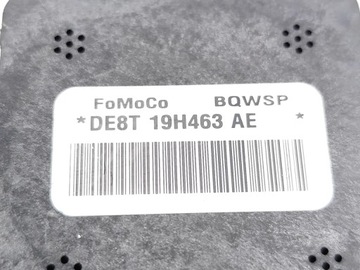 FoMoCo BQWSP
*DE8T 19H463 AE *